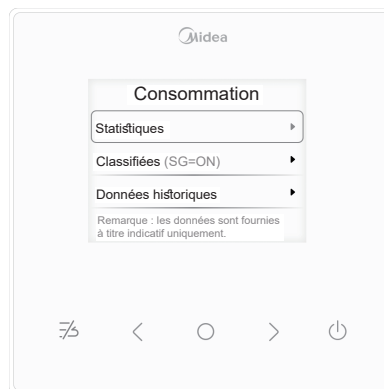 Midea
Consommation
Statistiques
Classifiées (SG=ON)
Données historiques
Remarque : les données sont fournies
à titre indicatif uniquement.